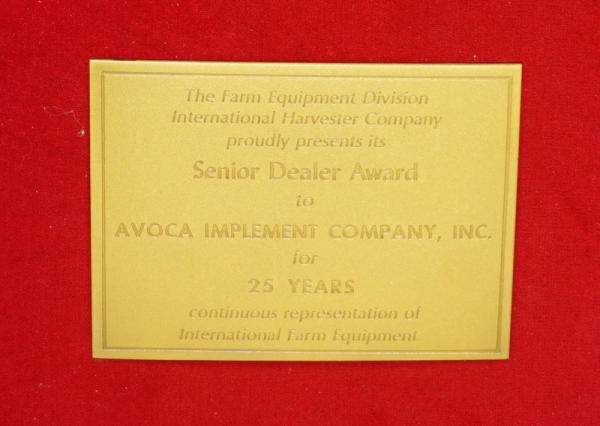 The Farm Equipment Division
International Harvester Company
proudly presents its
Senior Dealer Award
to
AVOCA IMPLEMENT COMPANY, INC.
for
25 YEARS
continuous representation of
International Farm Equipment